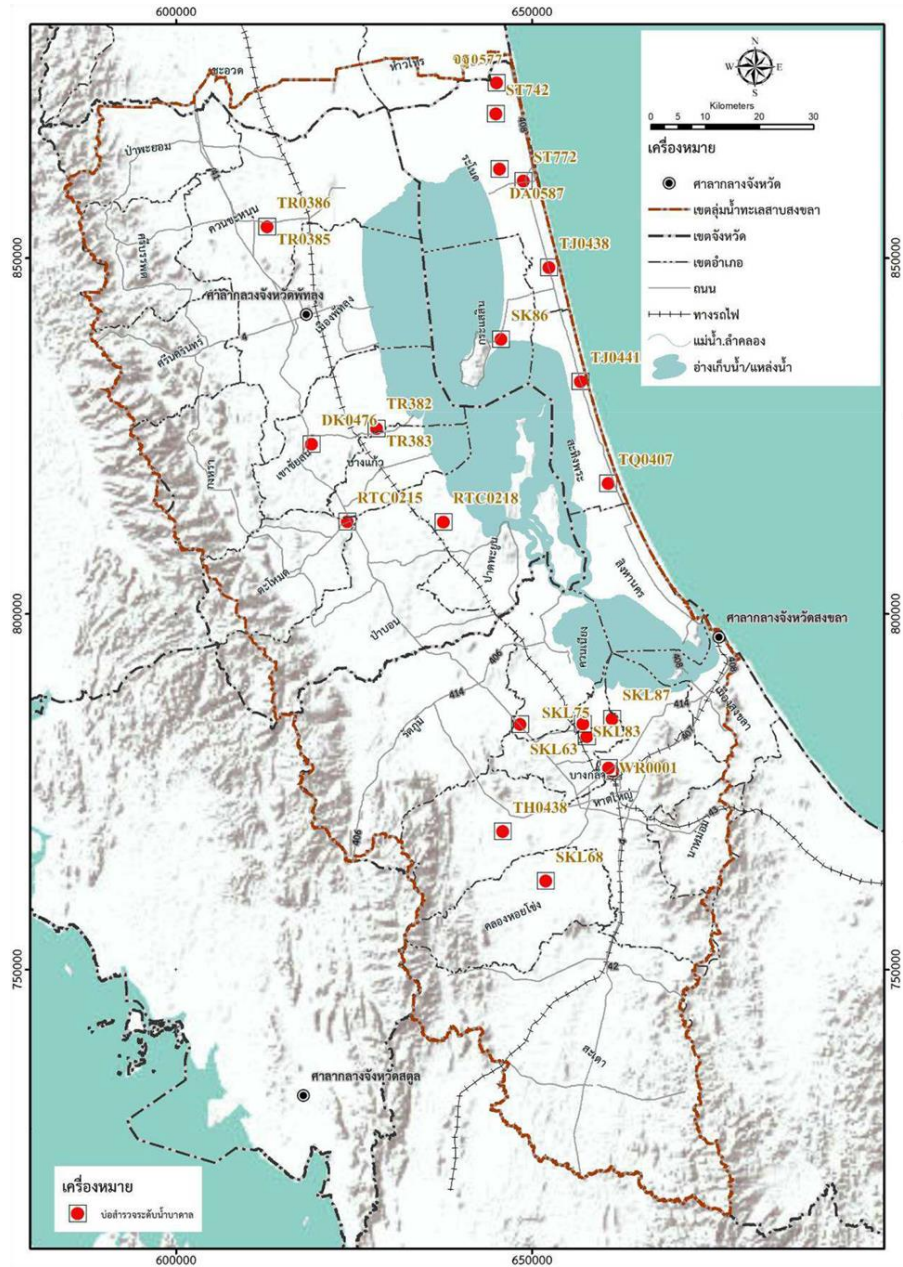 600000
650000
850000
800000
750000
850000
800000
750000
600000
650000
ชะอวด
หัวไทร
จฐ0577
ST742
408
ป่าพะยอม
41
ระโนด
ST772
DA0587
TR0386
ควนขนุน
TR0385
ศรีบรรพต
TJ0438
ศาลากลางจังหวัดพัทลุง
เมืองพัทลุง
4
ศรีนครินทร์
กระแสสินธุ์
SK86
TJ0441
DK0476
TR382
TR383
เขาชัยสน
บางแก้ว
กงหรา
สะทิงพระ
TQ0407
RTC0215
RTC0218
ตะโหมด
ปากพะยูน
สิงหนคร
ป่าบอน
ศาลากลางจังหวัดสงขลา
ควนเนียง
406
408
408
414
SKL87
414
เมืองสงขลา
รัตภูมิ
SKL75
SKL83
SKL63
407
บางกล่ำ
WR0001
หาดใหญ่
TH0438
406
4
43
นาหม่อม
SKL68
คลองหอยโข่ง
42
สะเดา
ศาลากลางจังหวัดสตูล
N
W
E
S
Kilometers
0 5 10 20 30
เครื่องหมาย
ศาลากลางจังหวัด
เขตลุ่มน้ำทะเลสาบสงขลา
เขตจังหวัด
เขตอำเภอ
ถนน
ทางรถไฟ
แม่น้ำ.ลำคลอง
อ่างเก็บน้ำ/แหล่งน้ำ
เครื่องหมาย
บ่อสำรวจระดับน้ำบาดาล